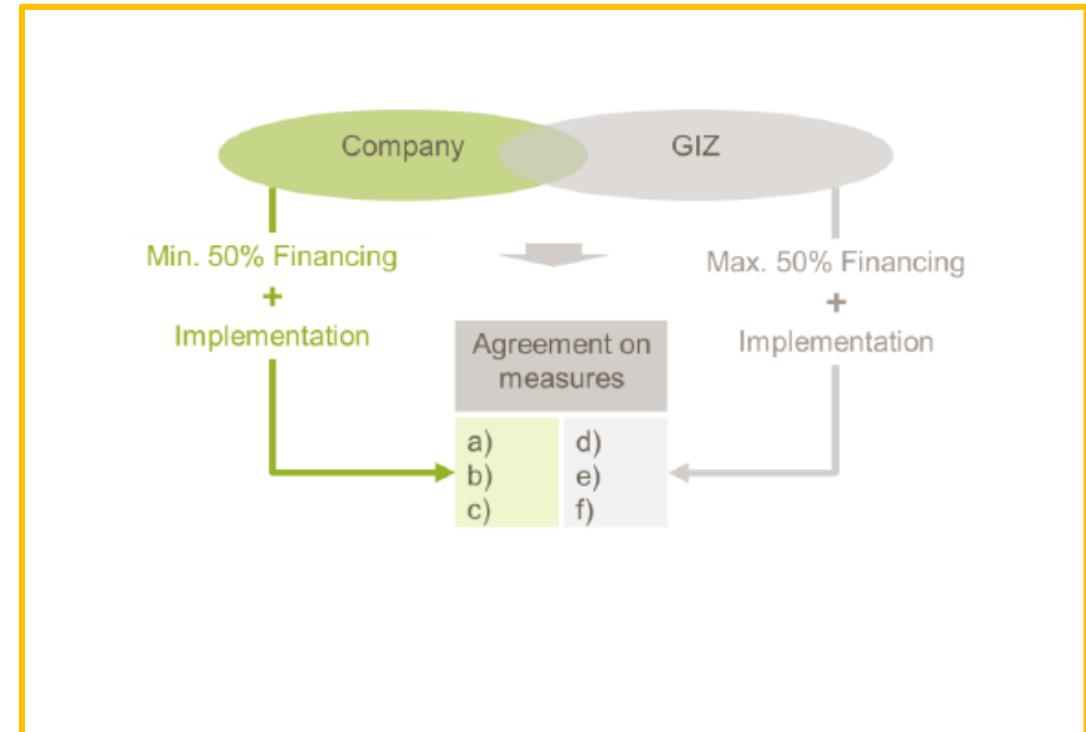 Company
GIZ
Min. 50% Financing
+
Implementation
Max. 50% Financing
+
Implementation
Agreement on
measures
a)
b)
c)
d)
e)
f)